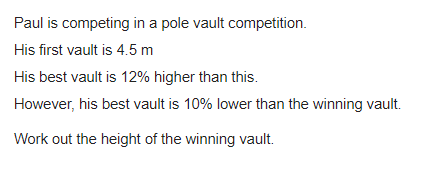 Paul is competing in a pole vault competition.
His first vault is 4.5 m
His best vault is 12% higher than this.
However, his best vault is 10% lower than the winning vault.
Work out the height of the winning vault.